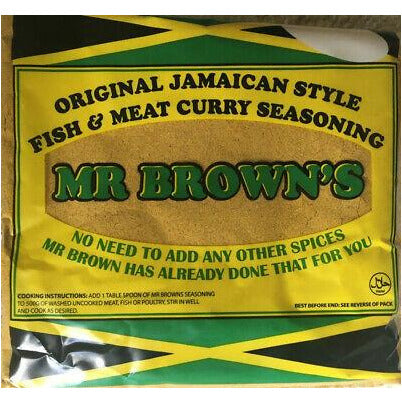 ORIGINAL JAMAICAN STYLE
FISH & MEAT CURRY SEASONING
MR BROWN'S
NO NEED TO ADD ANY OTHER SPICES
MR BROWN HAS ALREADY DONE THAT FOR YOU
COOKING INSTRUCTIONS: ADD 1 TABLE SPOON OF MR BROWNS SEASONING
TO 500G OF WASHED UNCOOKED MEAT, FISH OR POULTRY, STIR IN WELL
AND COOK AS DESIRED.
حلال
BEST BEFORE END: SEE REVERSE OF PACK